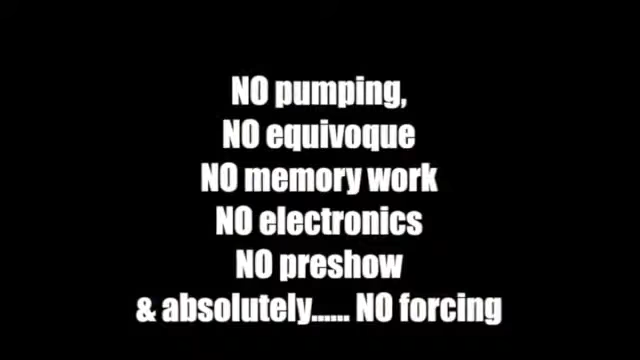 NO pumping,
NO equivoque
NO memory work
NO electronics
NO preshow
& absolutely...... NO forcing